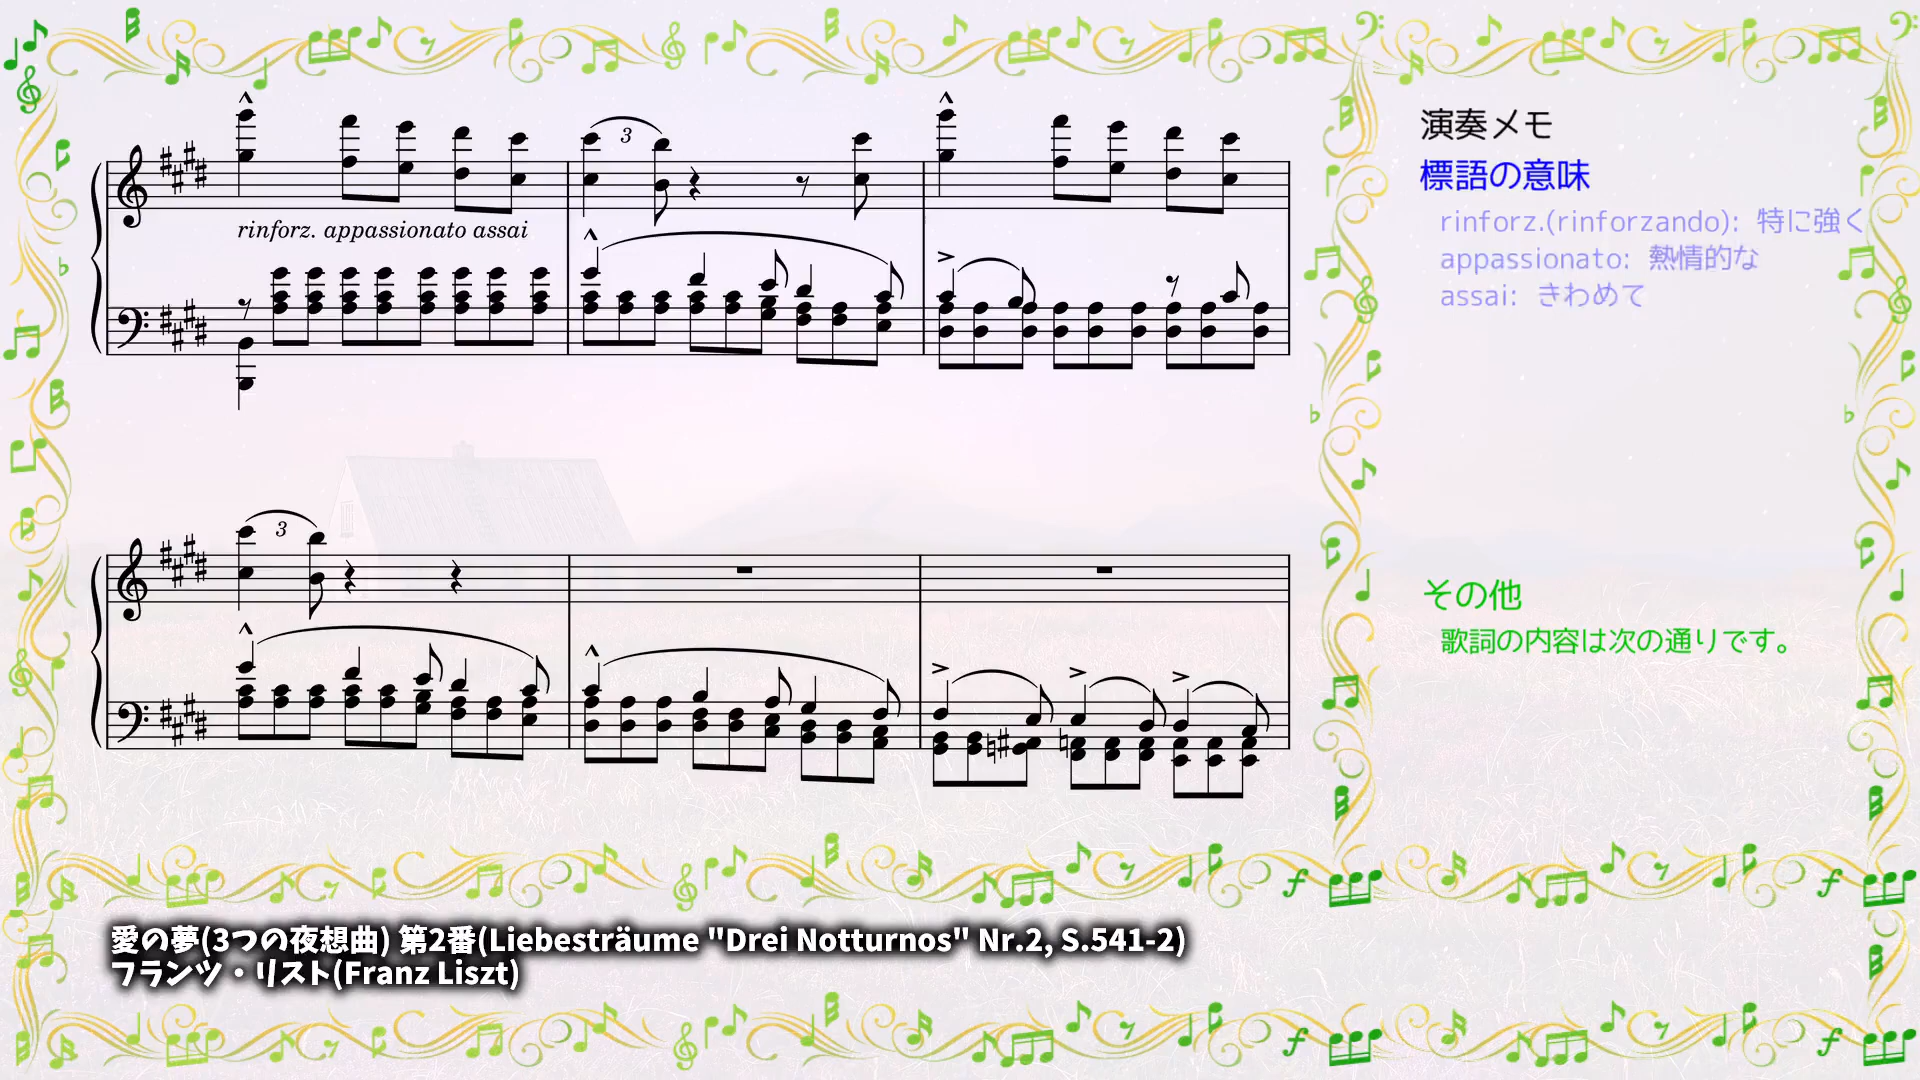 3
rinforz. appassionato assai
3
演奏メモ
標語の意味
rinforz.(rinforzando): 特に強く
appassionato: 熱情的な
assai: きわめて
その他
歌詞の内容は次の通りです。
愛の夢(3つの夜想曲) 第2番(Liebesträume "Drei Notturnos" Nr.2, S.541-2)
フランツ・リスト(Franz Liszt)